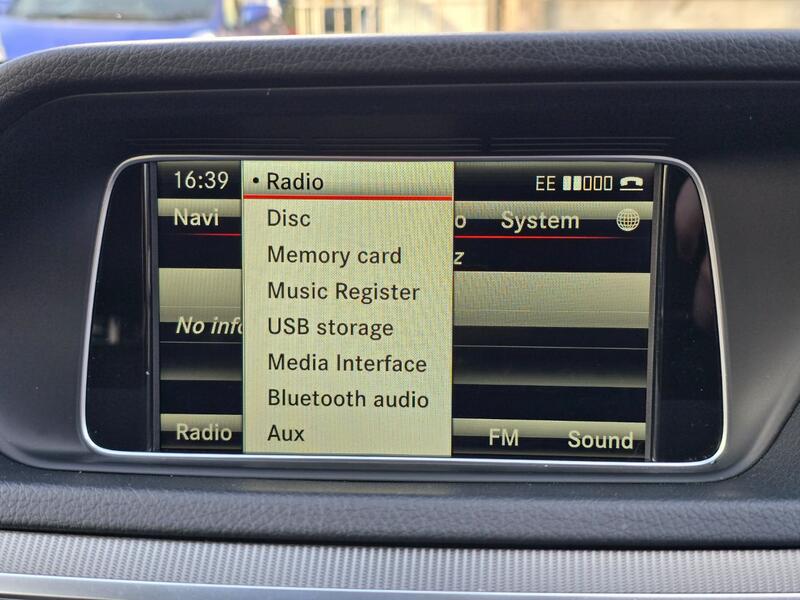 16:39
EE
Navi
System
No info
Radio
Disc
Memory card
Music Register
USB storage
Media Interface
Bluetooth audio
Aux
Radio
FM
Sound